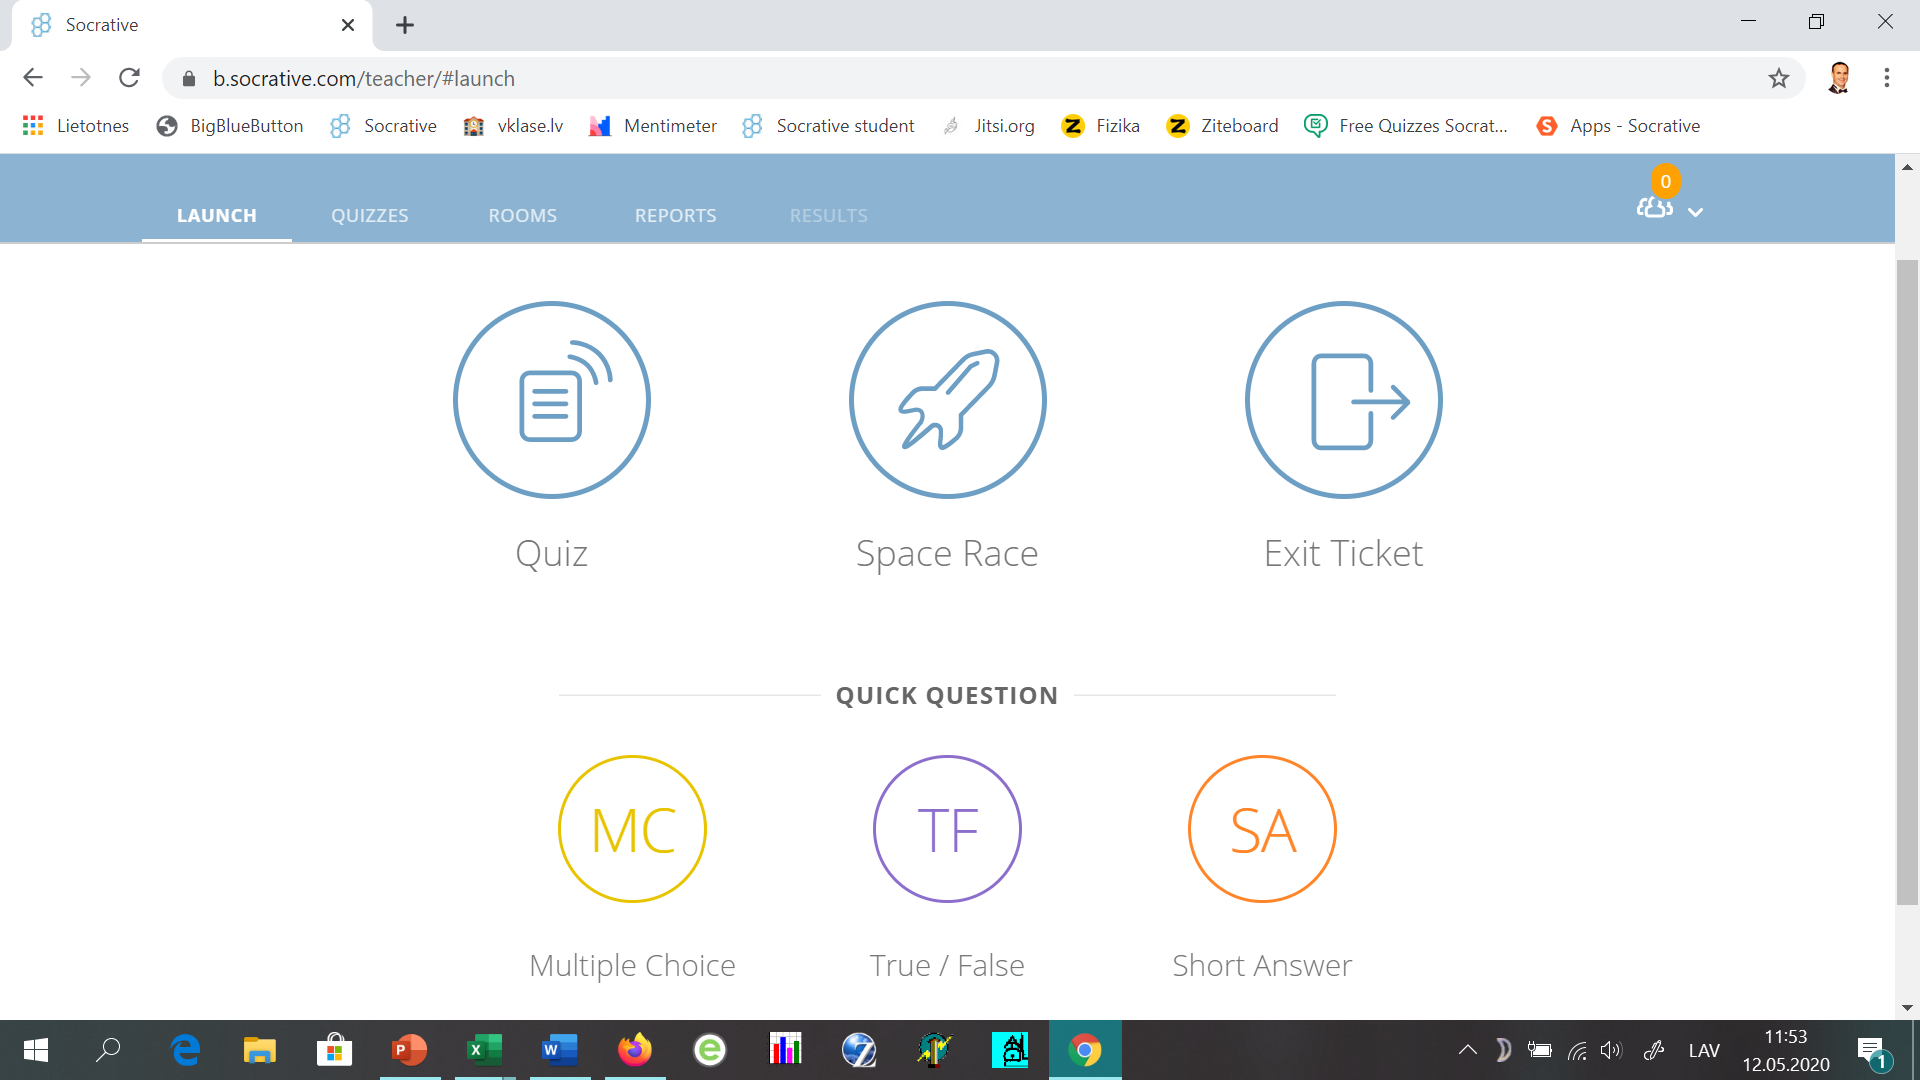 Socrative
b.socrative.com/teacher/#launch
Lietotnes BigBlueButton Socrative vklase.lv Mentimeter Socrative student Jitsi.org Fizika Ziteboard Free Quizzes Socrat... Apps - Socrative
0
LAUNCH QUIZZES ROOMS REPORTS RESULTS
Quiz Space Race Exit Ticket
QUICK QUESTION
MC TF SA
Multiple Choice True / False Short Answer
LAV 11:53
12.05.2020
1